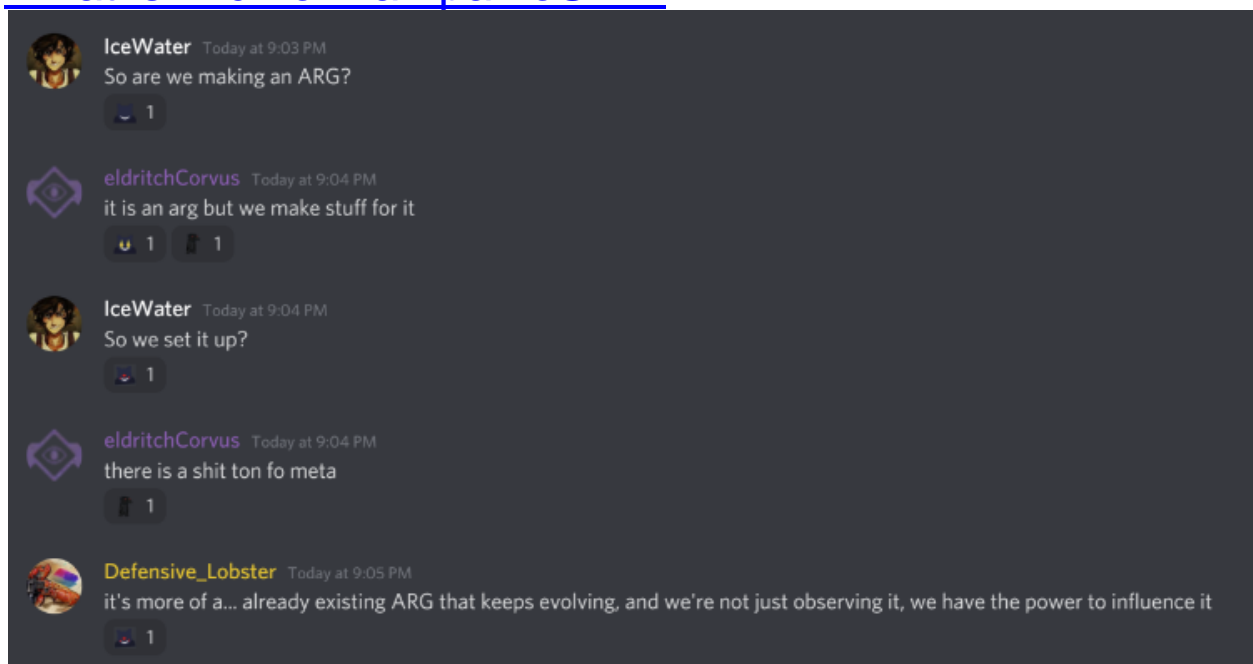 IceWater Today at 9:03 PM
So are we making an ARG?
1
eldritchCorvus Today at 9:04 PM
it is an arg but we make stuff for it
1 1
IceWater Today at 9:04 PM
So we set it up?
1
eldritchCorvus Today at 9:04 PM
there is a shit ton fo meta
1
Defensive_Lobster Today at 9:05 PM
it's more of a... already existing ARG that keeps evolving, and we're not just observing it, we have the power to influence it
1